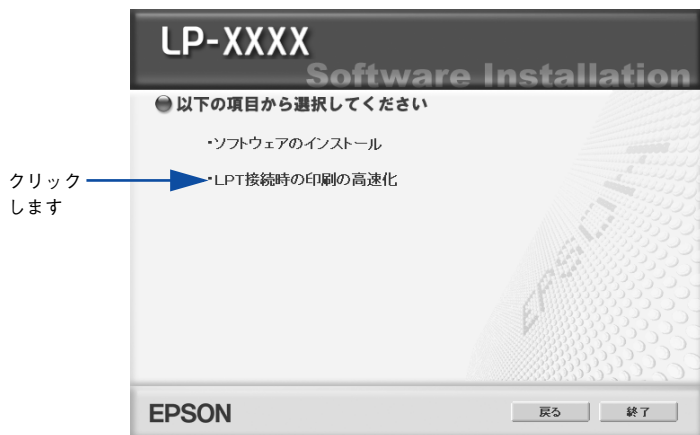 LP-XXXX
Software Installation
以下の項目から選択してください
・ソフトウェアのインストール
クリック
します
・LPT接続時の印刷の高速化
EPSON
EPSON
戻る
終了